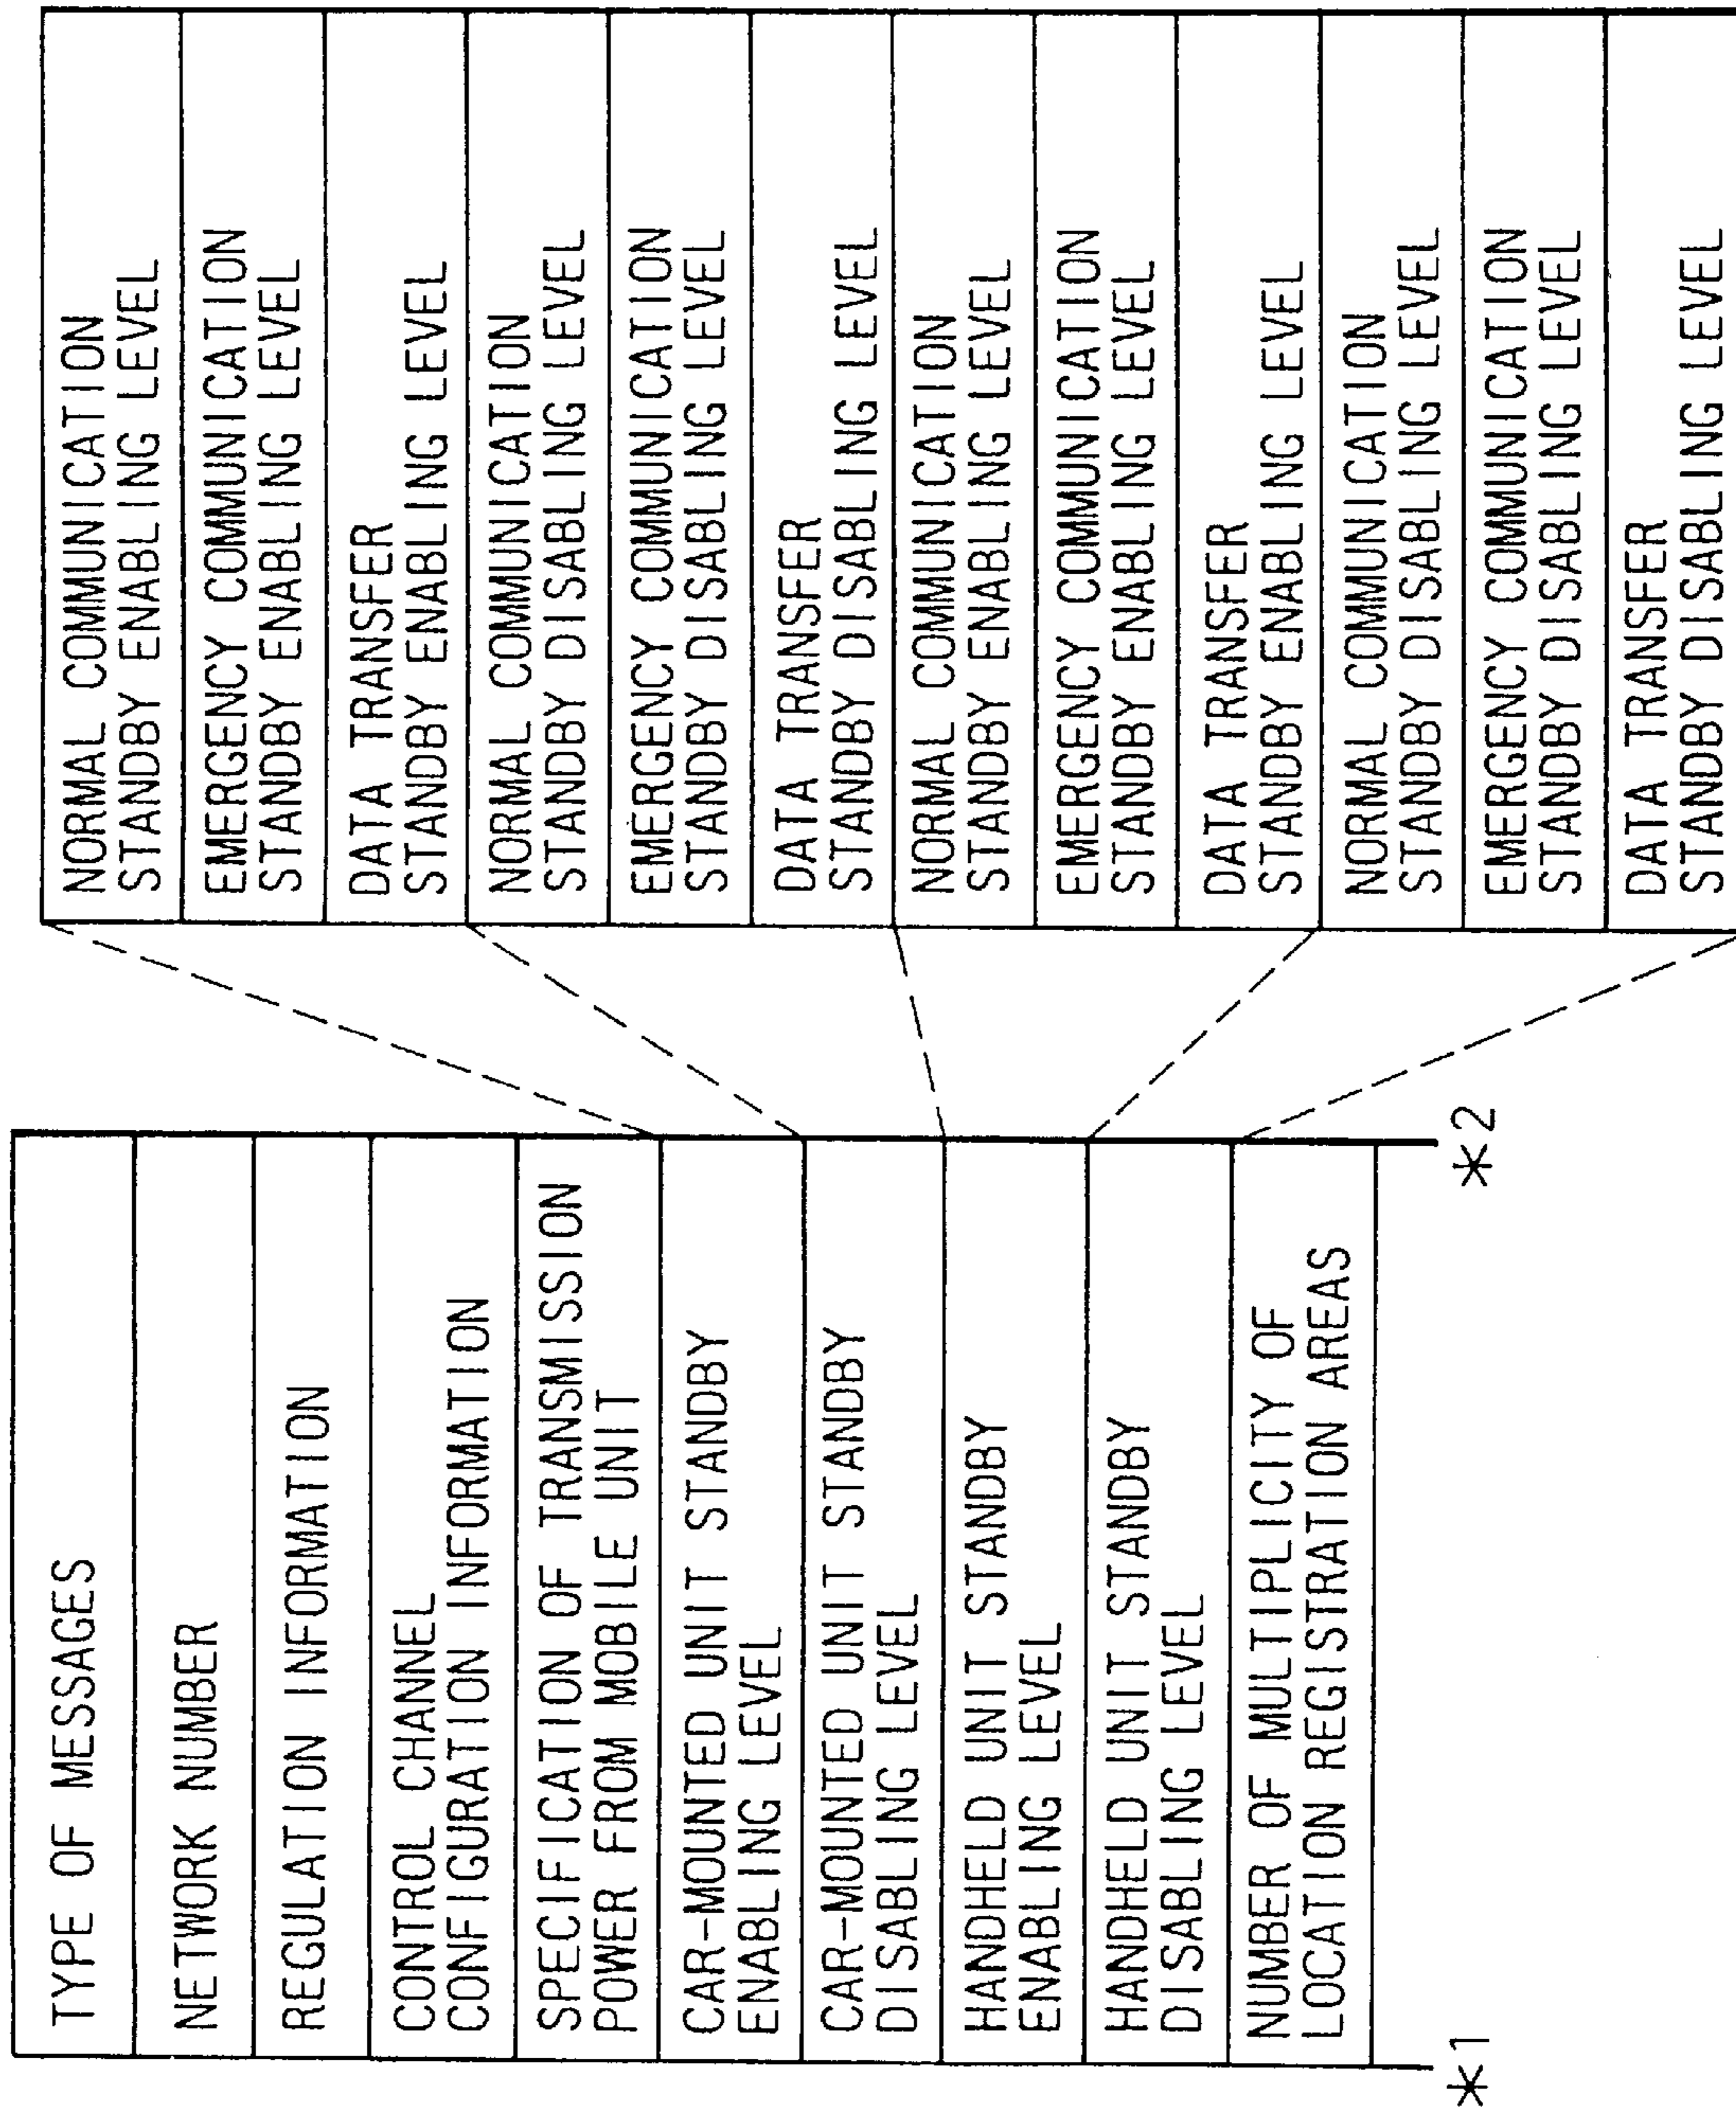 TYPE OF MESSAGES
NETWORK NUMBER
REGULATION INFORMATION
CONTROL CHANNEL
CONFIGURATION INFORMATION
SPECIFICATION OF TRANSMISSION
POWER FROM MOBILE UNIT
CAR-MOUNTED UNIT STANDBY
ENABLING LEVEL
CAR-MOUNTED UNIT STANDBY
DISABLING LEVEL
HANDHELD UNIT STANDBY
ENABLING LEVEL
HANDHELD UNIT STANDBY
DISABLING LEVEL
NUMBER OF MULTIPLICITY OF
LOCATION REGISTRATION AREAS
*1
*2
NORMAL COMMUNICATION
STANDBY ENABLING LEVEL
EMERGENCY COMMUNICATION
STANDBY ENABLING LEVEL
DATA TRANSFER
STANDBY ENABLING LEVEL
NORMAL COMMUNICATION
STANDBY DISABLING LEVEL
EMERGENCY COMMUNICATION
STANDBY DISABLING LEVEL
DATA TRANSFER
STANDBY DISABLING LEVEL
NORMAL COMMUNICATION
STANDBY ENABLING LEVEL
EMERGENCY COMMUNICATION
STANDBY ENABLING LEVEL
DATA TRANSFER
STANDBY ENABLING LEVEL
NORMAL COMMUNICATION
STANDBY DISABLING LEVEL
EMERGENCY COMMUNICATION
STANDBY DISABLING LEVEL
DATA TRANSFER
STANDBY DISABLING LEVEL